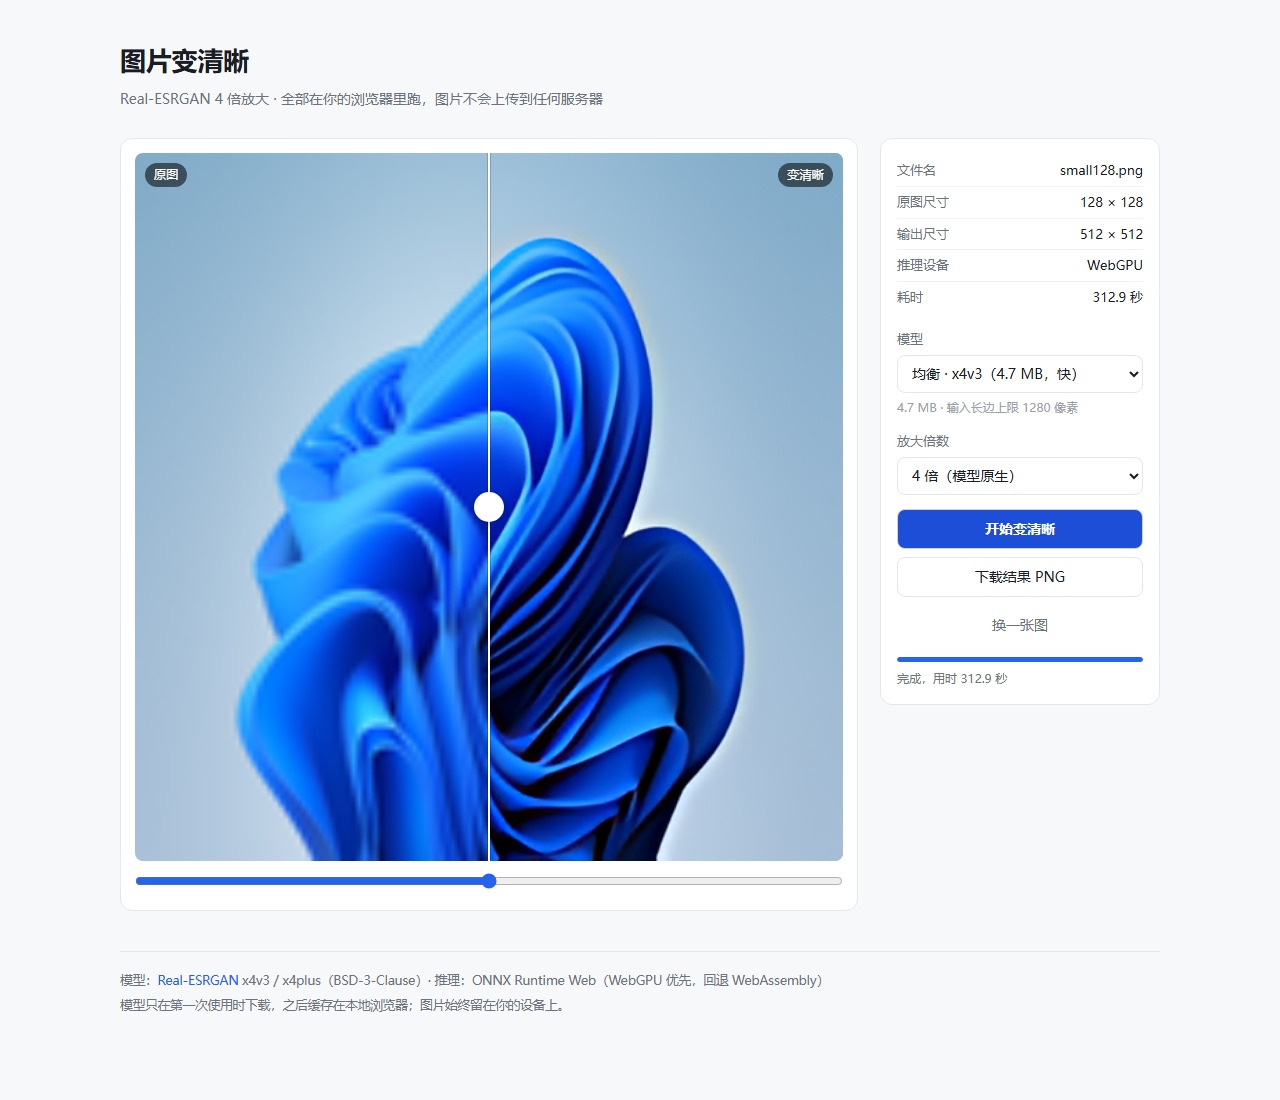 图片变清晰
Real-ESRGAN 4 倍放大 · 全部在你的浏览器里跑，图片不会上传到任何服务器
原图
变清晰
文件名 small128.png
原图尺寸 128 × 128
输出尺寸 512 × 512
推理设备 WebGPU
耗时 312.9 秒
模型
均衡 · x4v3（4.7 MB，快）
4.7 MB · 输入长边上限 1280 像素
放大倍数
4 倍（模型原生）
开始变清晰
下载结果 PNG
换一张图
完成，用时 312.9 秒
模型：Real-ESRGAN x4v3 / x4plus（BSD-3-Clause）· 推理：ONNX Runtime Web（WebGPU 优先，回退 WebAssembly）
模型只在第一次使用时下载，之后缓存在本地浏览器；图片始终留在你的设备上。